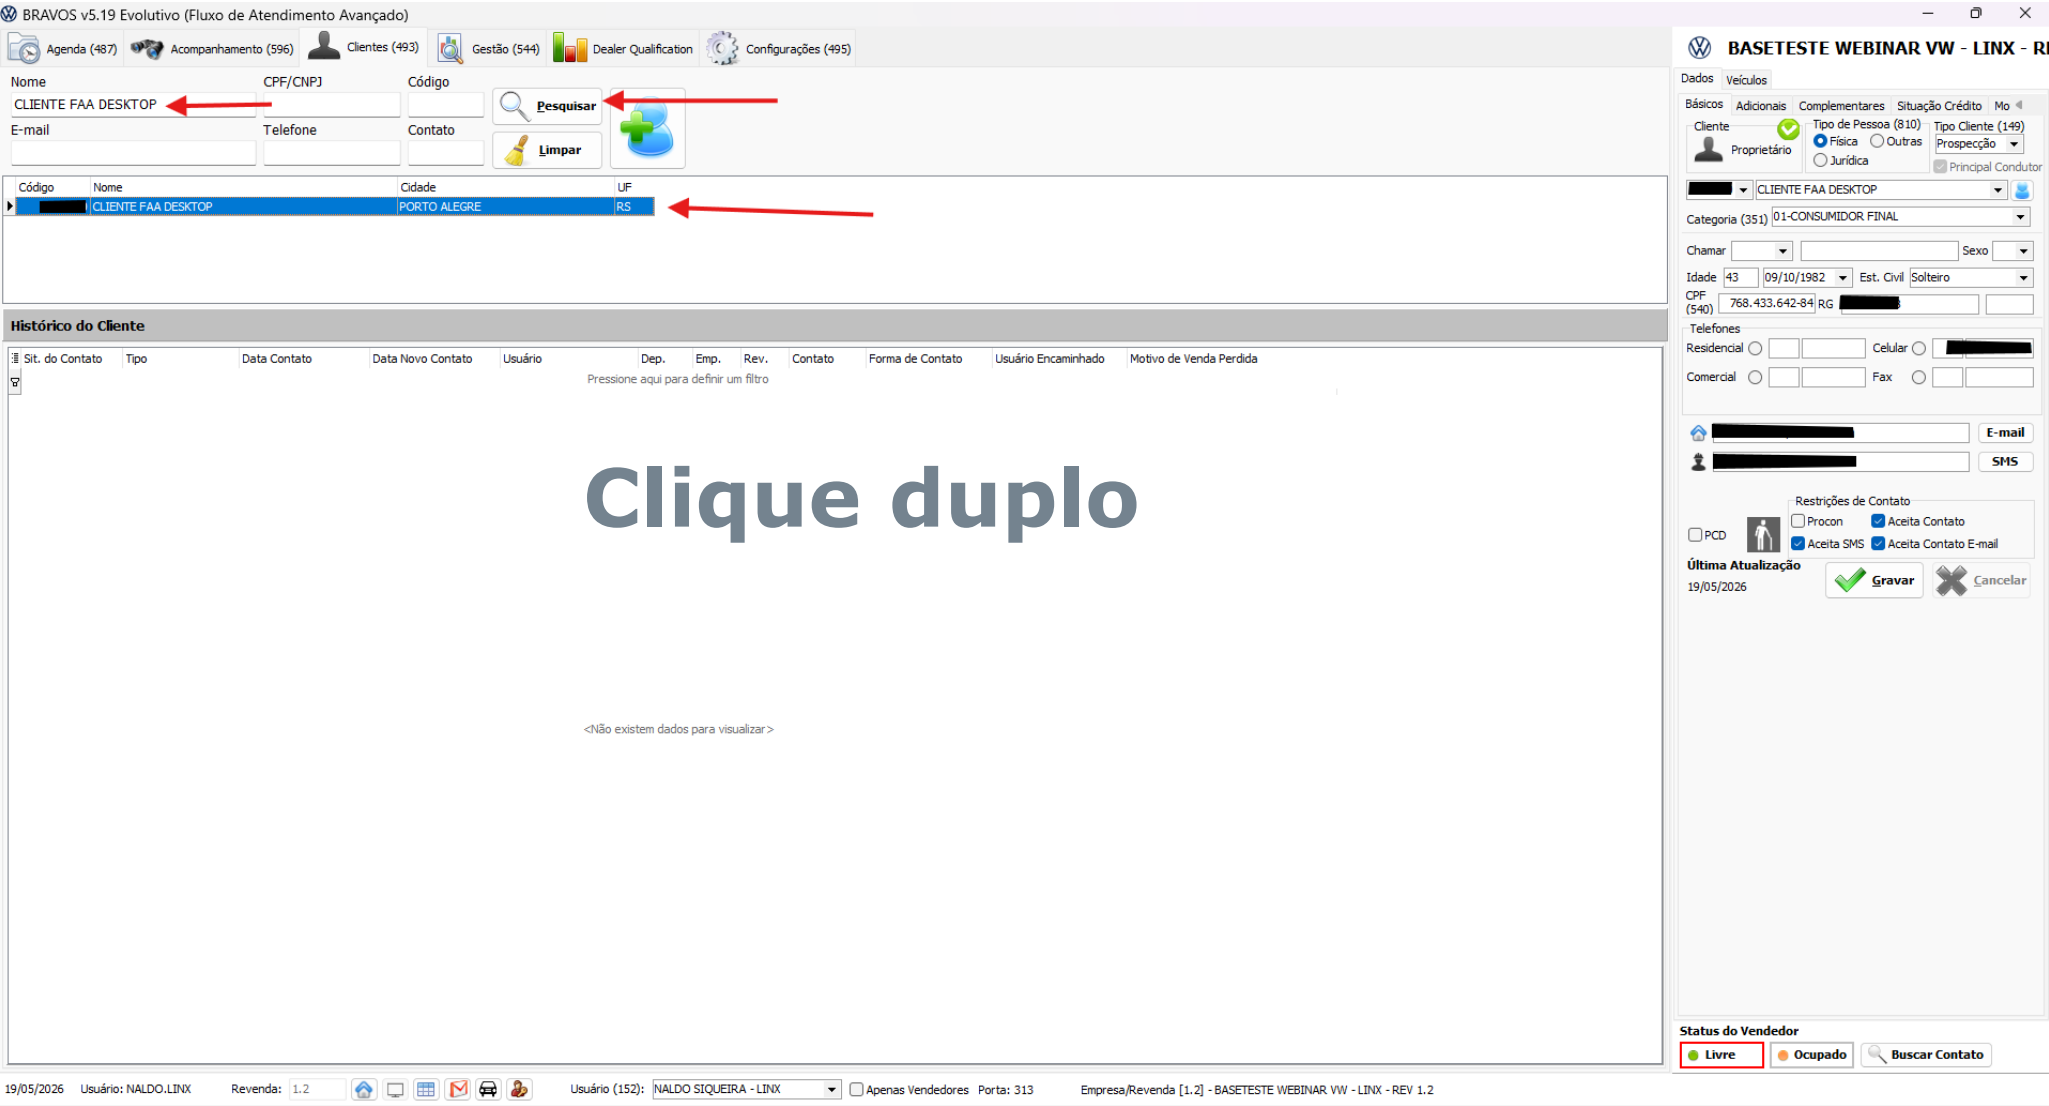 BRAVOS v5.19 Evolutivo (Fluxo de Atendimento Avançado)
Agenda (487) Acompanhamento (596) Clientes (493) Gestão (544) Dealer Qualification Configurações (495)
BASETESTE WEBINAR VW - LINX - RE
Nome CPF/CNPJ Código
CLIENTE FAA DESKTOP
Pesquisar
E-mail Telefone Contato
Limpar
Código Nome Cidade UF
CLIENTE FAA DESKTOP PORTO ALEGRE RS
Histórico do Cliente
Sit. do Contato Tipo Data Contato Data Novo Contato Usuário Dep. Emp. Rev. Contato Forma de Contato Usuário Encaminhado Motivo de Venda Perdida
Pressione aqui para definir um filtro
Clique duplo
<Não existem dados para visualizar>
Dados Veículos
Básicos Adicionais Complementares Situação Crédito Mo
Cliente Tipo de Pessoa (810) Tipo Cliente (149)
Proprietário Física Outras Prospecção
Jurídica Principal Condutor
CLIENTE FAA DESKTOP
Categoria (351) 01-CONSUMIDOR FINAL
Chamar Sexo
Idade 43 09/10/1982 Est. Civil Solteiro
CPF (540) 768.433.642-84 RG
Telefones
Residencial Celular
Comercial Fax
E-mail
SMS
Restrições de Contato
Procon Aceita Contato
PCD Aceita SMS Aceita Contato E-mail
Última Atualização
19/05/2026
Gravar Cancelar
Status do Vendedor
Livre Ocupado Buscar Contato
19/05/2026 Usuário: NALDO.LINX Revenda: 1.2 Usuário (152): NALDO SIQUEIRA - LINX Apenas Vendedores Porta: 313 Empresa/Revenda [1.2] - BASETESTE WEBINAR VW - LINX - REV 1.2